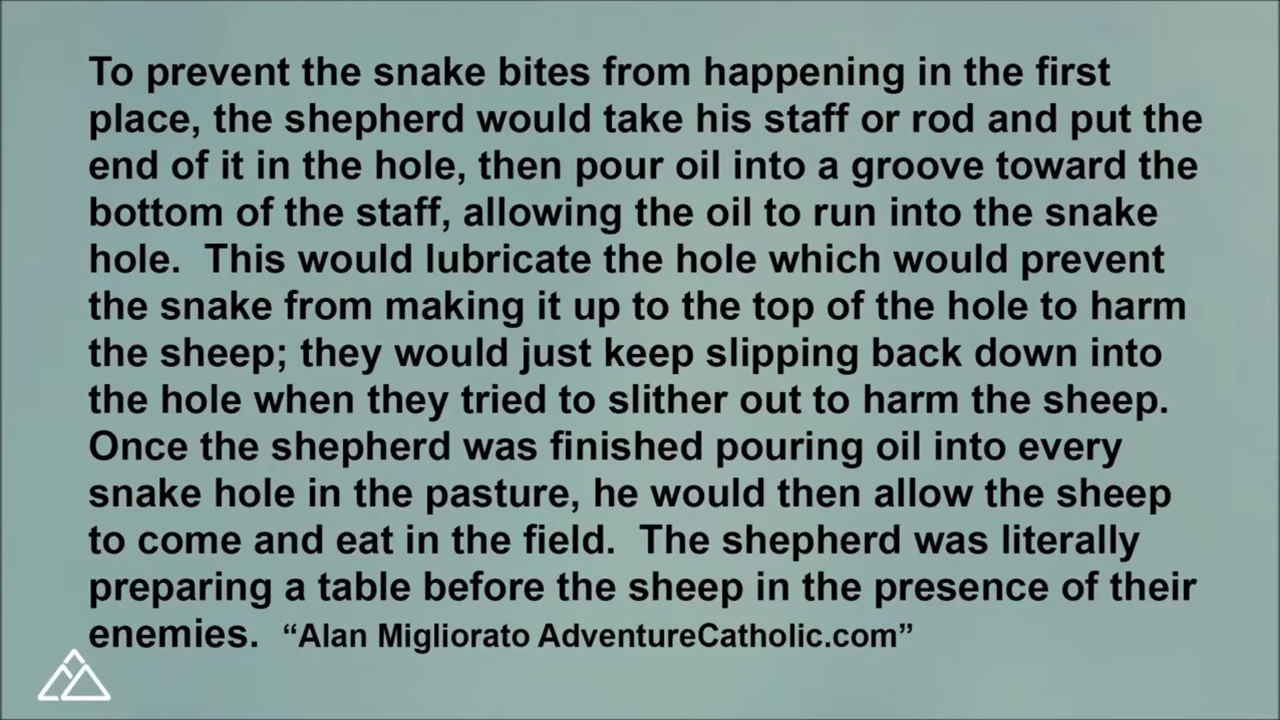 To prevent the snake bites from happening in the first
place, the shepherd would take his staff or rod and put the
end of it in the hole, then pour oil into a groove toward the
bottom of the staff, allowing the oil to run into the snake
hole.  This would lubricate the hole which would prevent
the snake from making it up to the top of the hole to harm
the sheep; they would just keep slipping back down into
the hole when they tried to slither out to harm the sheep.
Once the shepherd was finished pouring oil into every
snake hole in the pasture, he would then allow the sheep
to come and eat in the field.  The shepherd was literally
preparing a table before the sheep in the presence of their
enemies.  “Alan Migliorato AdventureCatholic.com”